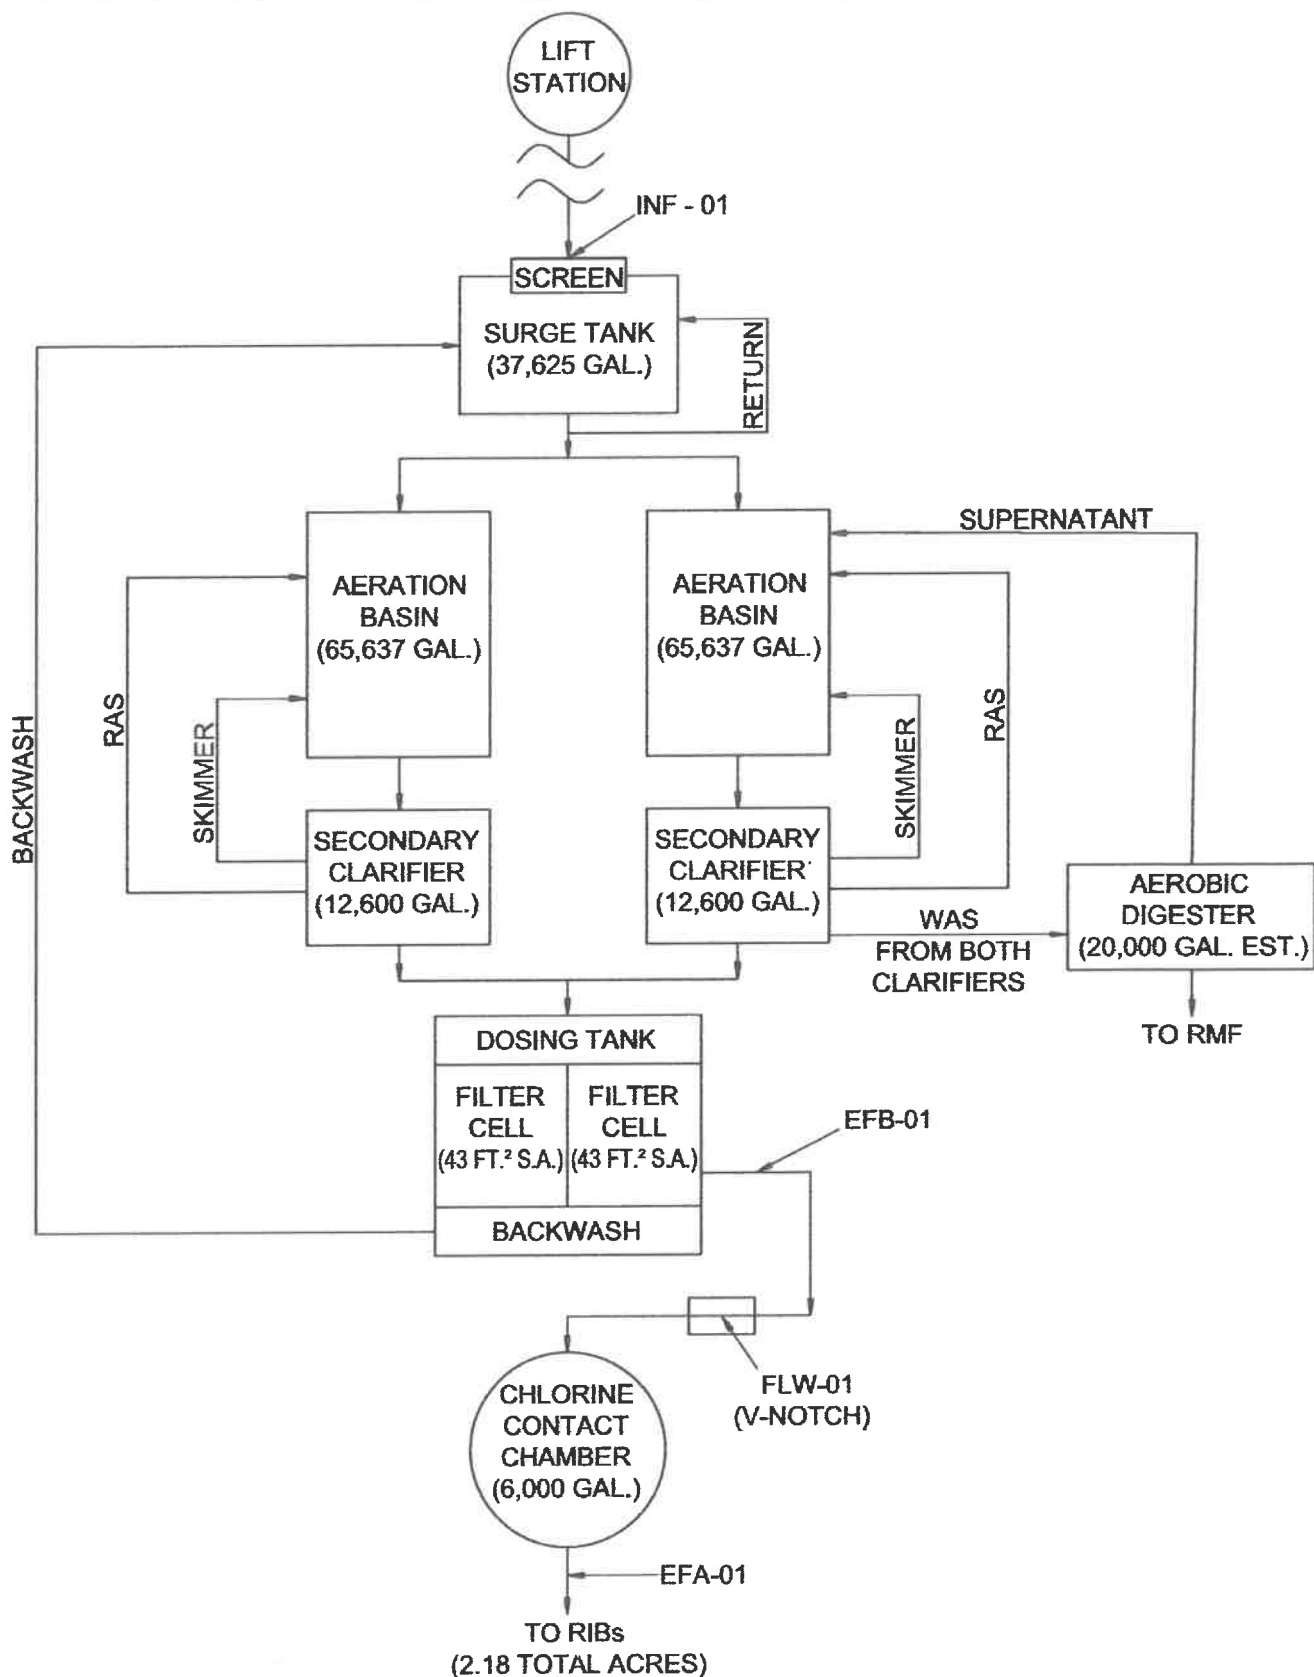 LIFT
STATION
INF - 01
SCREEN
SURGE TANK
(37,625 GAL.)
RETURN
SUPERNATANT
AERATION
BASIN
(65,637 GAL.)
AERATION
BASIN
(65,637 GAL.)
BACKWASH
RAS
SKIMMER
SKIMMER
RAS
SECONDARY
CLARIFIER
(12,600 GAL.)
SECONDARY
CLARIFIER
(12,600 GAL.)
WAS
FROM BOTH
CLARIFIERS
AEROBIC
DIGESTER
(20,000 GAL. EST.)
TO RMF
DOSING TANK
FILTER
CELL
(43 FT.² S.A.)
FILTER
CELL
(43 FT.² S.A.)
BACKWASH
EFB-01
FLW-01
(V-NOTCH)
CHLORINE
CONTACT
CHAMBER
(6,000 GAL.)
EFA-01
TO RIBs
(2.18 TOTAL ACRES)